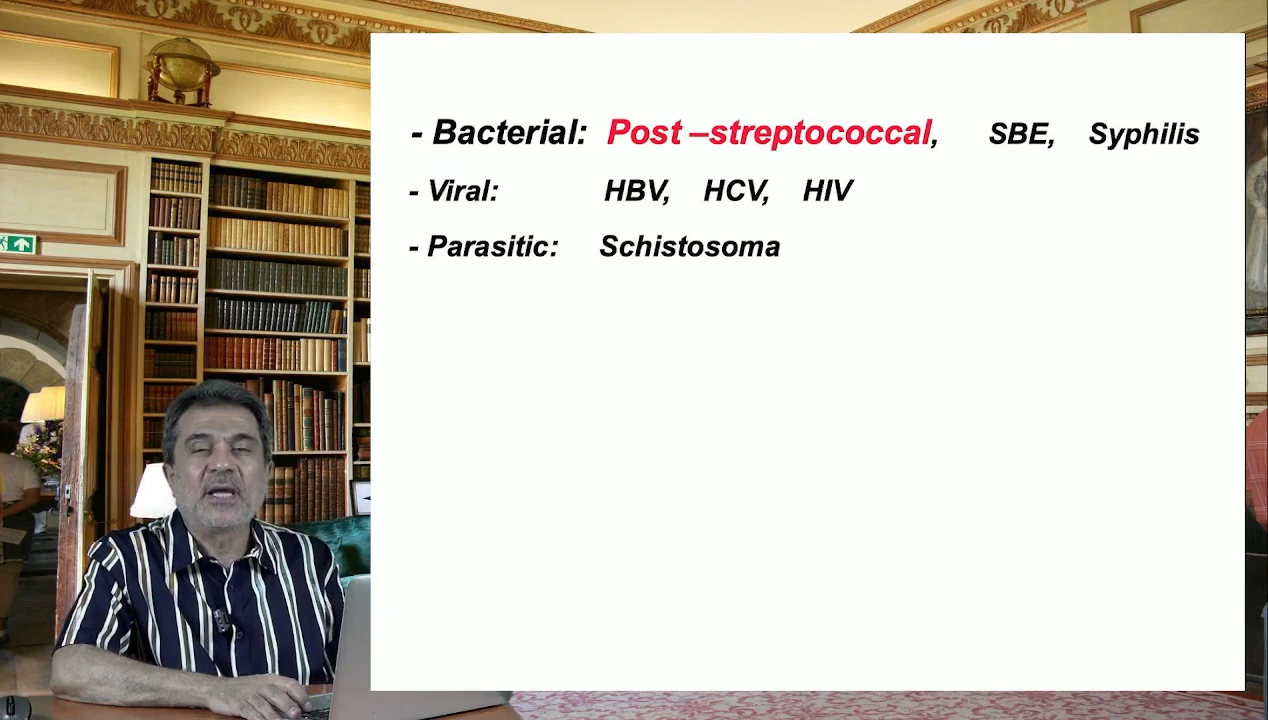 - Bacterial: Post –streptococcal, SBE, Syphilis
- Viral: HBV, HCV, HIV
- Parasitic: Schistosoma